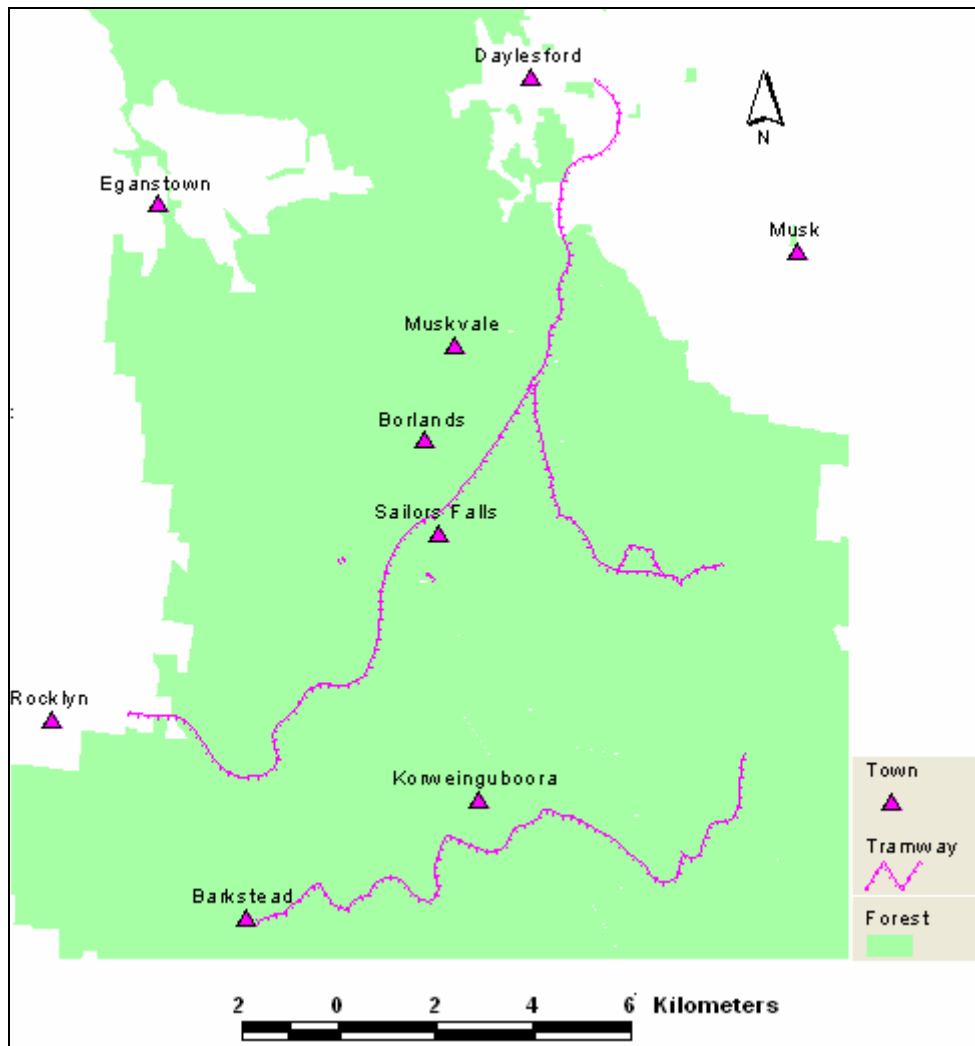 Daylesford
N
Eganstown
Musk
Muskvale
Borlands
Sailors Falls
Rocklyn
Korweinguboora
Barkstead
Town
Tramway
Forest
2 0 2 4 6 Kilometers